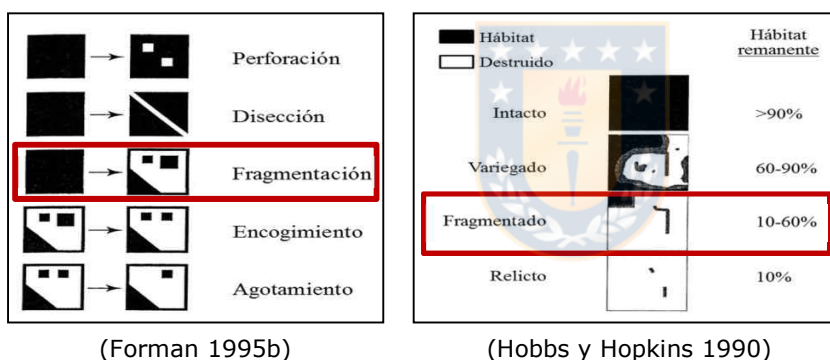 Perforación
Disección
Fragmentación
Encogimiento
Agotamiento
(Forman 1995b)
Hábitat
Destruido
Hábitat
remanente
Intacto >90%
Variegado 60-90%
Fragmentado 10-60%
Relicto 10%
(Hobbs y Hopkins 1990)